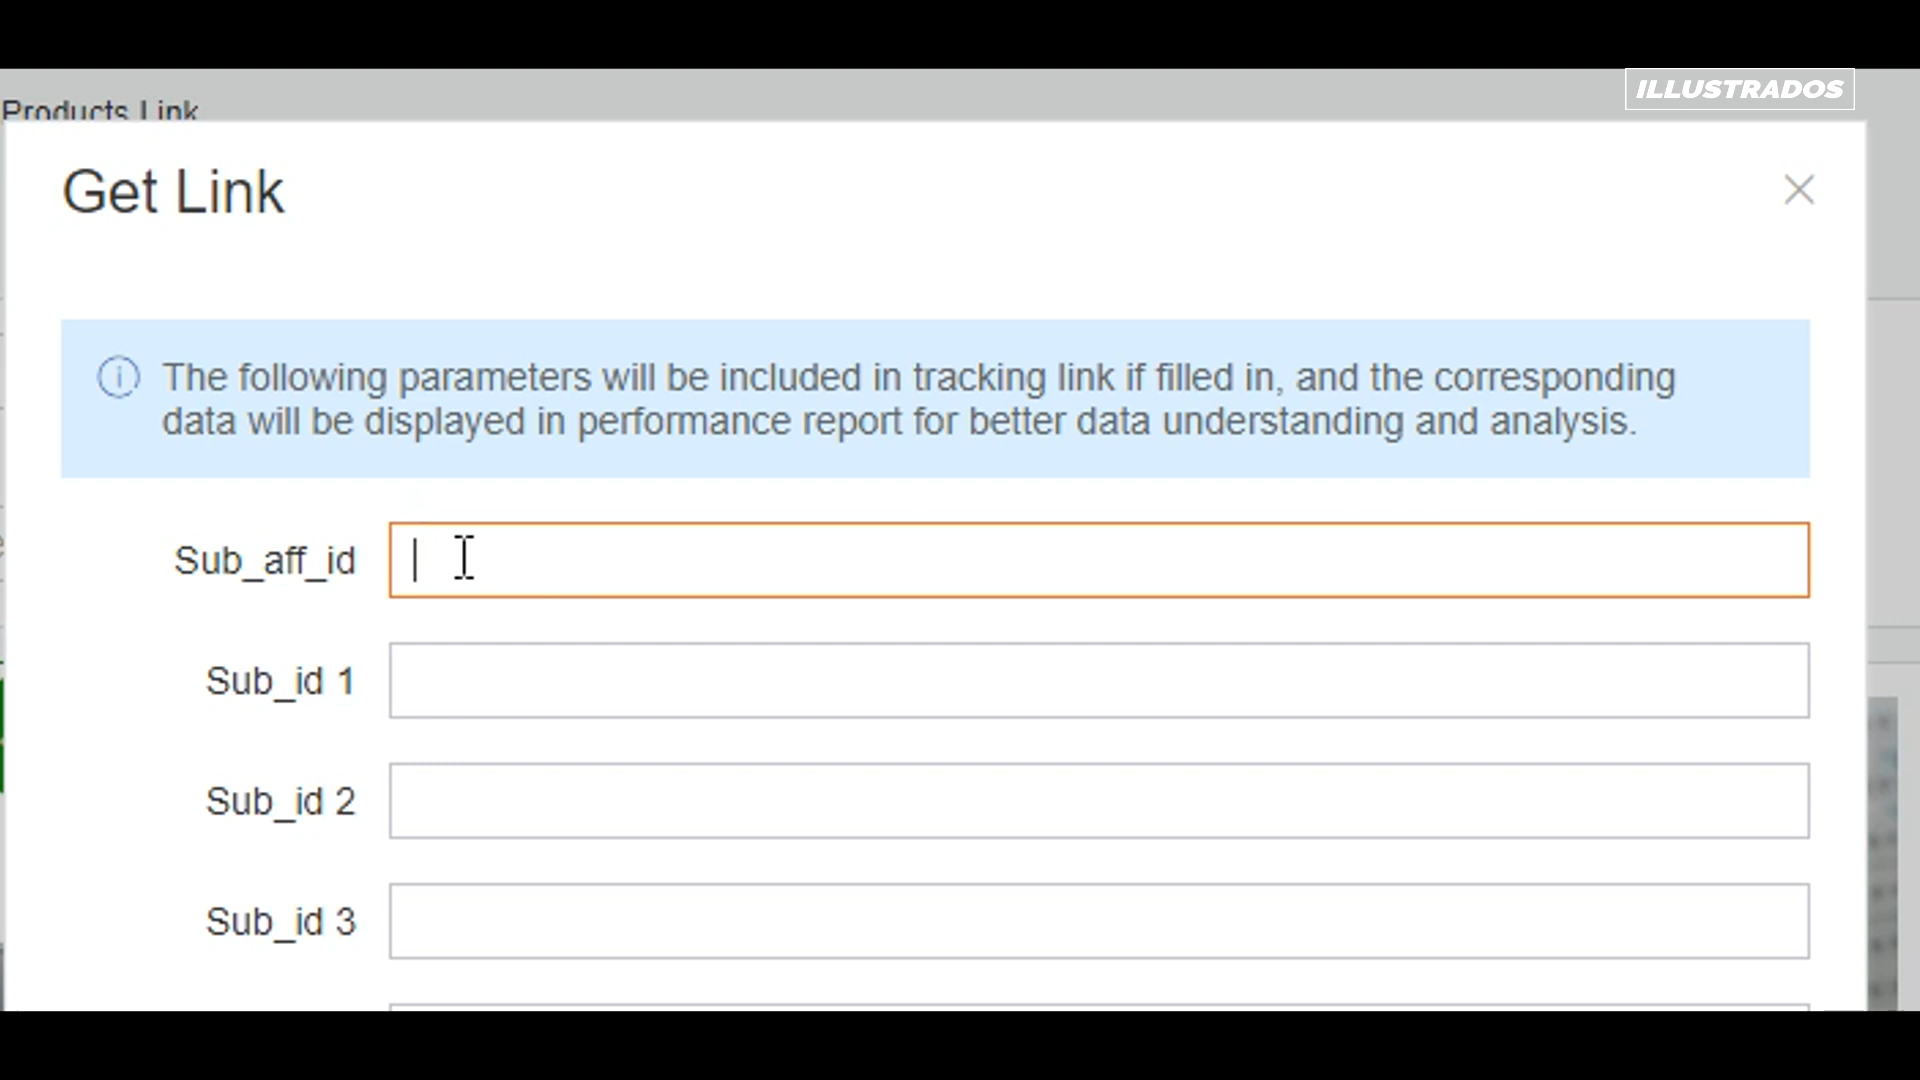 ILLUSTRADOS
Products Link
Get Link
The following parameters will be included in tracking link if filled in, and the corresponding
data will be displayed in performance report for better data understanding and analysis.
Sub_aff_id
Sub_id 1
Sub_id 2
Sub_id 3